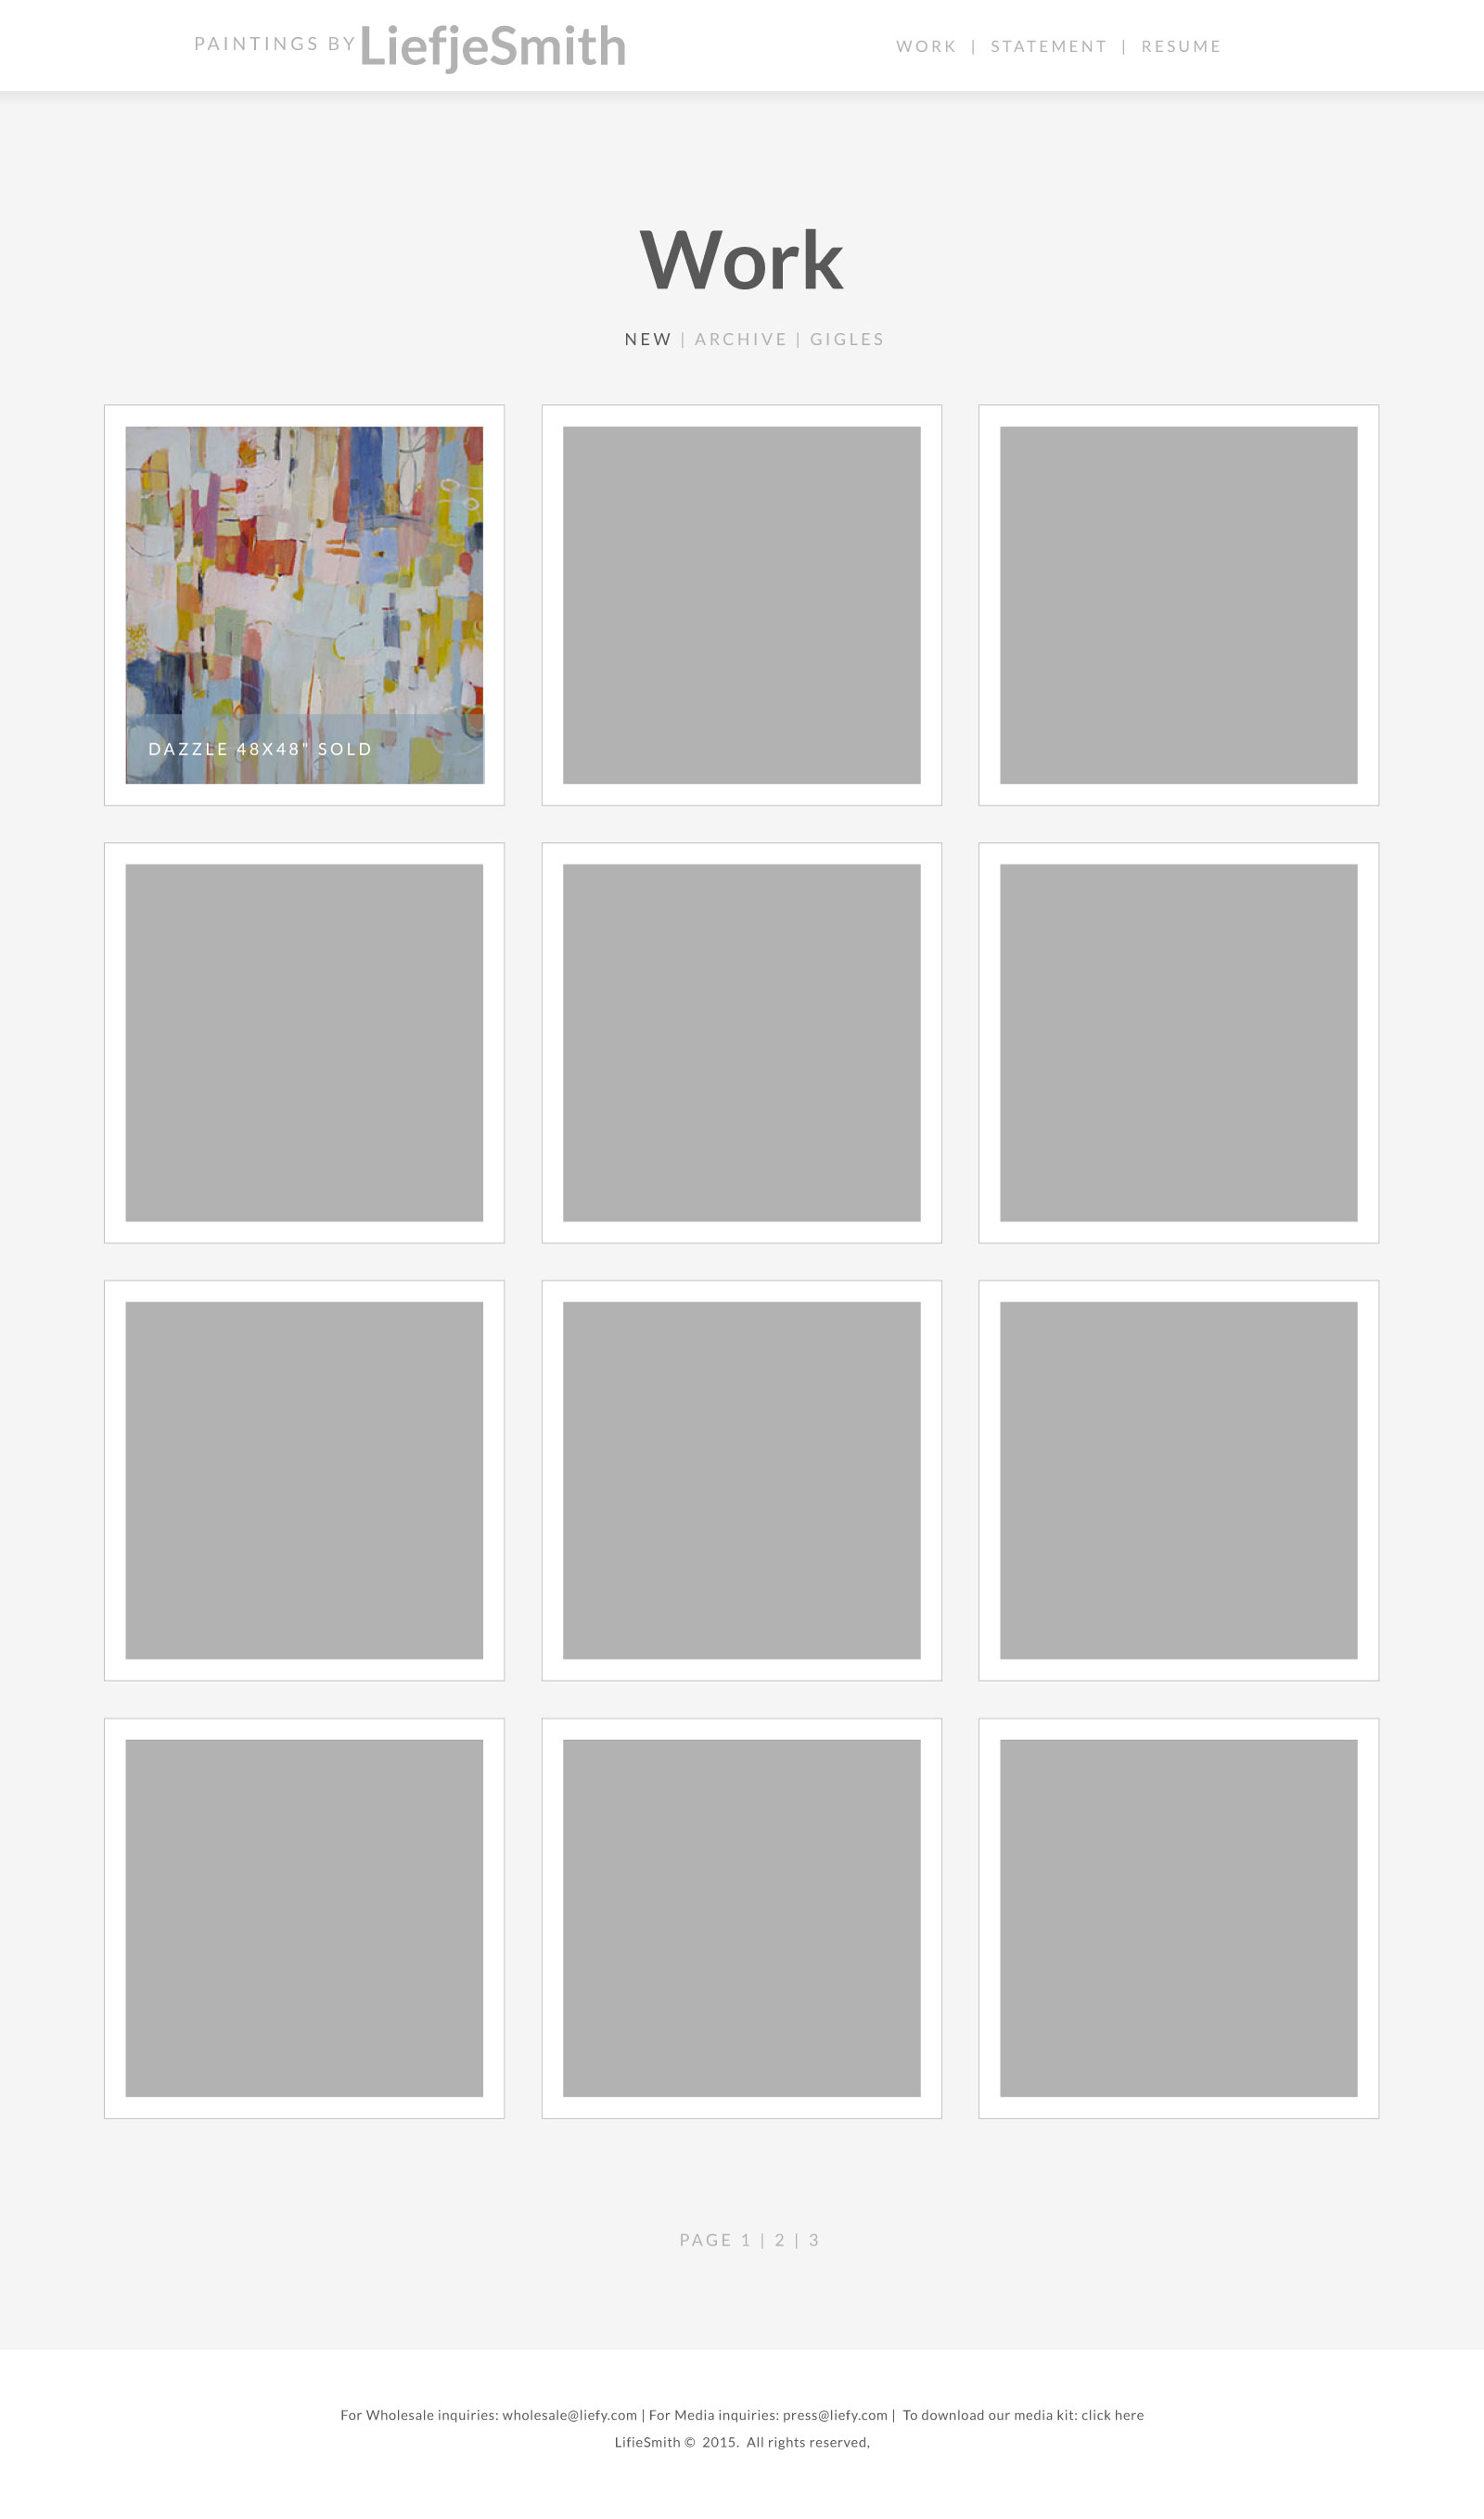 PAINTINGS BY LiefjeSmith
WORK | STATEMENT | RESUME
Work
NEW | ARCHIVE | GIGLES
DAZZLE 48X48" SOLD
PAGE 1 | 2 | 3
For Wholesale inquiries: wholesale@liefy.com | For Media inquiries: press@liefy.com | To download our media kit: click here
LifieSmith © 2015. All rights reserved,